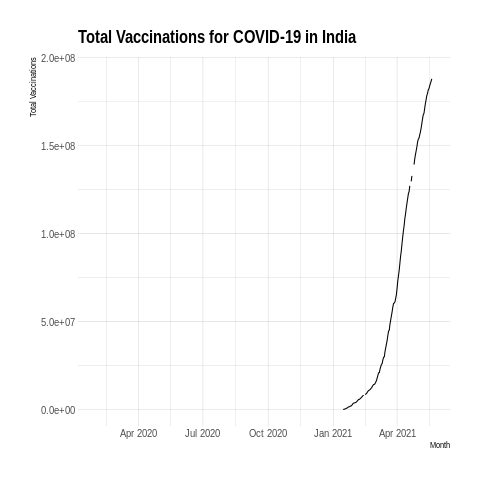 Total Vaccinations for COVID-19 in India
Total Vaccinations
2.0e+08
1.5e+08
1.0e+08
5.0e+07
0.0e+00
Apr 2020 Jul 2020 Oct 2020 Jan 2021 Apr 2021
Month